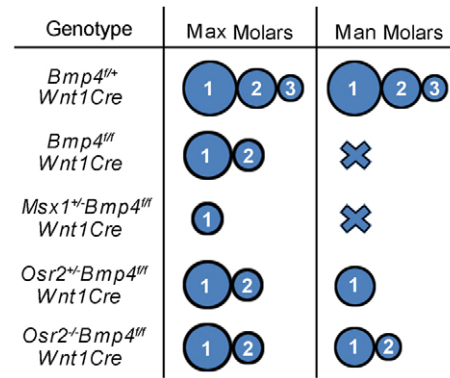 Genotype Max Molars Man Molars
Bmp4f/+ 1 2 3 1 2 3
Wnt1Cre
Bmp4f/f 1 2
Wnt1Cre
Msx1+/-Bmp4f/f 1
Wnt1Cre
Osr2+/-Bmp4f/f 1 2 1
Wnt1Cre
Osr2-/-Bmp4f/f 1 2 1 2
Wnt1Cre